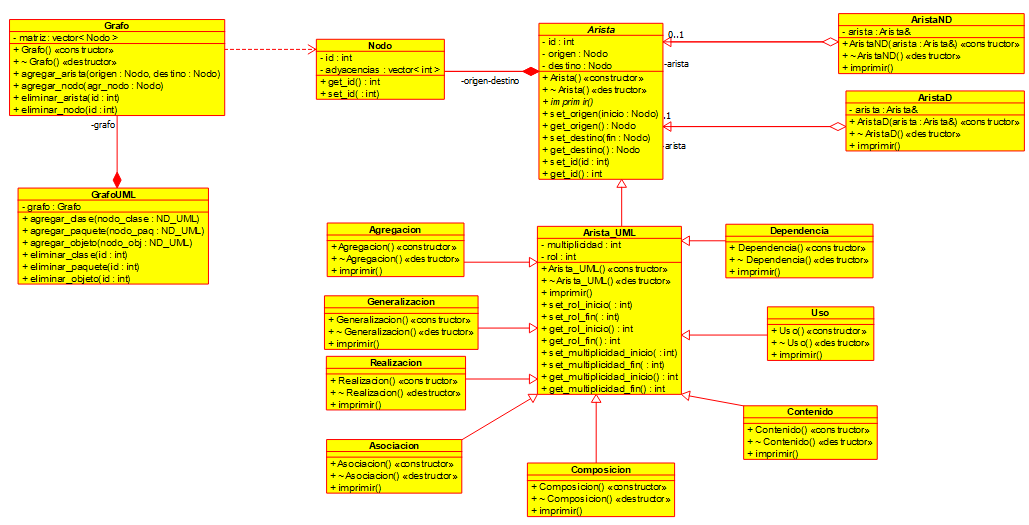 Grafo
- matriz : vector< Nodo >
+ Grafo() «constructor»
+ ~ Grafo() «destructor»
+ agregar_arista(origen : Nodo, destino : Nodo)
+ agregar_nodo(agr_nodo : Nodo)
+ eliminar_arista(id : int)
+ eliminar_nodo(id : int)
-grafo
GrafoUML
- grafo : Grafo
+ agregar_clase(nodo_clase : ND_UML)
+ agregar_paquete(nodo_paq : ND_UML)
+ agregar_objeto(nodo_obj : ND_UML)
+ eliminar_clase(id : int)
+ eliminar_paquete(id : int)
+ eliminar_objeto(id : int)
Nodo
- id : int
- adyacencias : vector< int >
+ get_id() : int
+ set_id( : int)
-origen-destino
Arista
- id : int
- origen : Nodo
- destino : Nodo
+ Arista() «constructor»
+ ~ Arista() «destructor»
+ imprimir()
+ set_origen(inicio : Nodo)
+ get_origen() : Nodo
+ set_destino(fin : Nodo)
+ get_destino() : Nodo
+ set_id(id : int)
+ get_id() : int
0..1
-arista
.1
-arista
AristaND
- arista : Arista&
+ AristaND(arista : Arista&) «constructor»
+ ~ AristaND() «destructor»
+ imprimir()
AristaD
- arista : Arista&
+ AristaD(arista : Arista&) «constructor»
+ ~ AristaD() «destructor»
+ imprimir()
Agregacion
+ Agregacion() «constructor»
+ ~ Agregacion() «destructor»
+ imprimir()
Generalizacion
+ Generalizacion() «constructor»
+ ~ Generalizacion() «destructor»
+ imprimir()
Realizacion
+ Realizacion() «constructor»
+ ~ Realizacion() «destructor»
+ imprimir()
Asociacion
+ Asociacion() «constructor»
+ ~ Asociacion() «destructor»
+ imprimir()
Arista_UML
- multiplicidad : int
- rol : int
+ Arista_UML() «constructor»
+ ~ Arista_UML() «destructor»
+ imprimir()
+ set_rol_inicio( : int)
+ set_rol_fin( : int)
+ get_rol_inicio() : int
+ get_rol_fin() : int
+ set_multiplicidad_inicio( : int)
+ set_multiplicidad_fin( : int)
+ get_multiplicidad_inicio() : int
+ get_multiplicidad_fin() : int
Composicion
+ Composicion() «constructor»
+ ~ Composicion() «destructor»
+ imprimir()
Dependencia
+ Dependencia() «constructor»
+ ~ Dependencia() «destructor»
+ imprimir()
Uso
+ Uso() «constructor»
+ ~ Uso() «destructor»
+ imprimir()
Contenido
+ Contenido() «constructor»
+ ~ Contenido() «destructor»
+ imprimir()